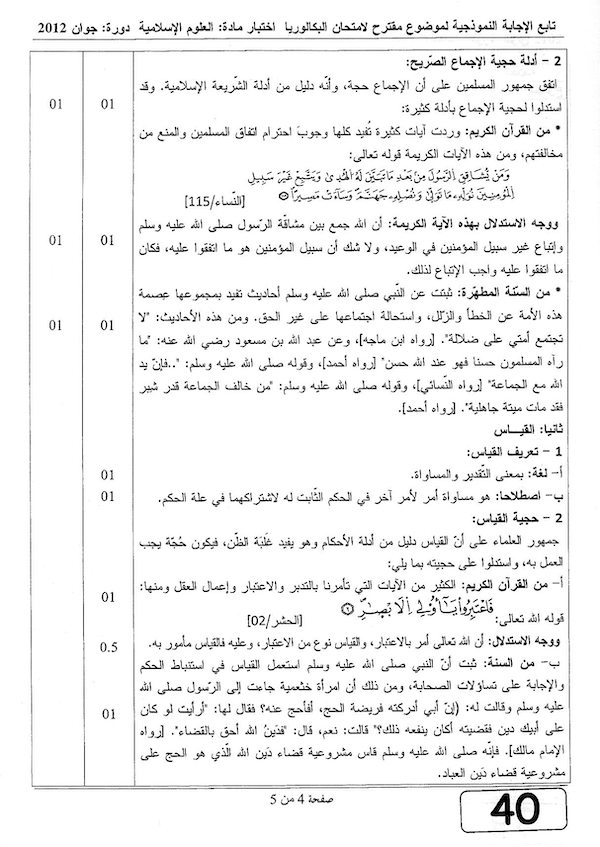 تابع الإجابة النموذجية لموضوع مقترح لامتحان البكالوريا اختبار مادة: العلوم الإسلامية دورة: جوان 2012
2 - أدلة حجية الإجماع الصّريح:
اتفق جمهور المسلمين على أن الإجماع حجة، وأنّه دليل من أدلة الشّريعة الإسلامية. وقد
استدلوا لحجية الإجماع بأدلة كثيرة: 01 01
* من القرآن الكريم: وردت آيات كثيرة تُفيد كلها وجوبَ احترام اتفاق المسلمين والمنع من
مخالفتهم، ومن هذه الآيات الكريمة قوله تعالى:
وَمَنْ يُّشَاقِقِ اِلرَّسُولَ مِنۢ بَعْدِ مَا تَبَيَّنَ لَهُ اُلْهُدَىٰ وَيَتَّبِعْ غَيْرَ سَبِيلِ
اِلْمُومِنِينَ نُوَلِّهِۦ مَا تَوَلَّىٰ وَنُصْلِهِۦ جَهَنَّمَ وَسَآءَتْ مَصِيراً [النّساء/115]
ووجه الاستدلال بهذه الآية الكريمة: أن الله جمع بين مشاقّة الرّسول صلى الله عليه وسلم
وإتباع غير سبيل المؤمنين في الوعيد، ولا شك أن سبيل المؤمنين هو ما اتفقوا عليه، فكان 01 01
ما اتفقوا عليه واجب الإتباع لذلك.
* من السّنة المطهّرة: ثبتت عن النّبي صلى الله عليه وسلم أحاديث تفيد بمجموعها عِصمة
هذه الأمة عن الخطأ والزّلل، واستحالة اجتماعها على غير الحق. ومن هذه الأحاديث: "لا 01 01
تجتمع أمتي على ضلالة". [رواه ابن ماجه]، وعن عبد الله بن مسعود رضي الله عنه: "ما
رآه المسلمون حسنا فهو عند الله حسن" [رواه أحمد]، وقوله صلى الله عليه وسلم: "..فإنّ يد
الله مع الجماعة" [رواه النّسائي]، وقوله صلى الله عليه وسلم: "من خالف الجماعة قدر شبر
فقد مات ميتة جاهلية". [رواه أحمد].
ثانيا: القيـــاس
1 - تعريف القياس:
أ- لغة: بمعنى التّقدير والمساواة. 01
ب- اصطلاحا: هو مساواة أمر لأمر آخر في الحكم الثّابت له لاشتراكهما في علة الحكم. 01
2 - حجية القياس:
جمهور العلماء على أنّ القياس دليل من أدلة الأحكام وهو يفيد غَلَبَة الظّن، فيكون حُجّة يجب
العمل به، واستدلوا على حجيته بما يلي:
أ- من القرآن الكريم: الكثير من الآيات التي تأمرنا بالتدبر والاعتبار وإعمال العقل ومنها: 01
قوله الله تعالى: فَاعْتَبِرُواْ يَٰٓأُوْلِے اِلَابْصٰ۪رِ [الحشر/02]
ووجه الاستدلال: أن الله تعالى أمر بالاعتبار، والقياس نوع من الاعتبار، وعليه فالقياس مأمور به. 0.5
ب- من السنة: ثبت أنّ النبي صلى الله عليه وسلم استعمل القياس في استنباط الحكم
والإجابة على تساؤلات الصحابة، ومن ذلك أن امرأة خثعمية جاءت إلى الرّسول صلى الله
عليه وسلم وقالت له: (إنّ أبي أدركته فريضة الحج، أفأحج عنه؟ فقال لها: "أرأيت لو كان 01
على أبيك دين فقضيته أكان ينفعه ذلك؟" قالت: نعم، قال: "فدَينُ الله أحق بالقضاء". [رواه
الإمام مالك]. فإنّه صلى الله عليه وسلم قاس مشروعية قضاء دَين الله الّذي هو الحج على
مشروعية قضاء دَين العباد.
صفحة 4 من 5
40